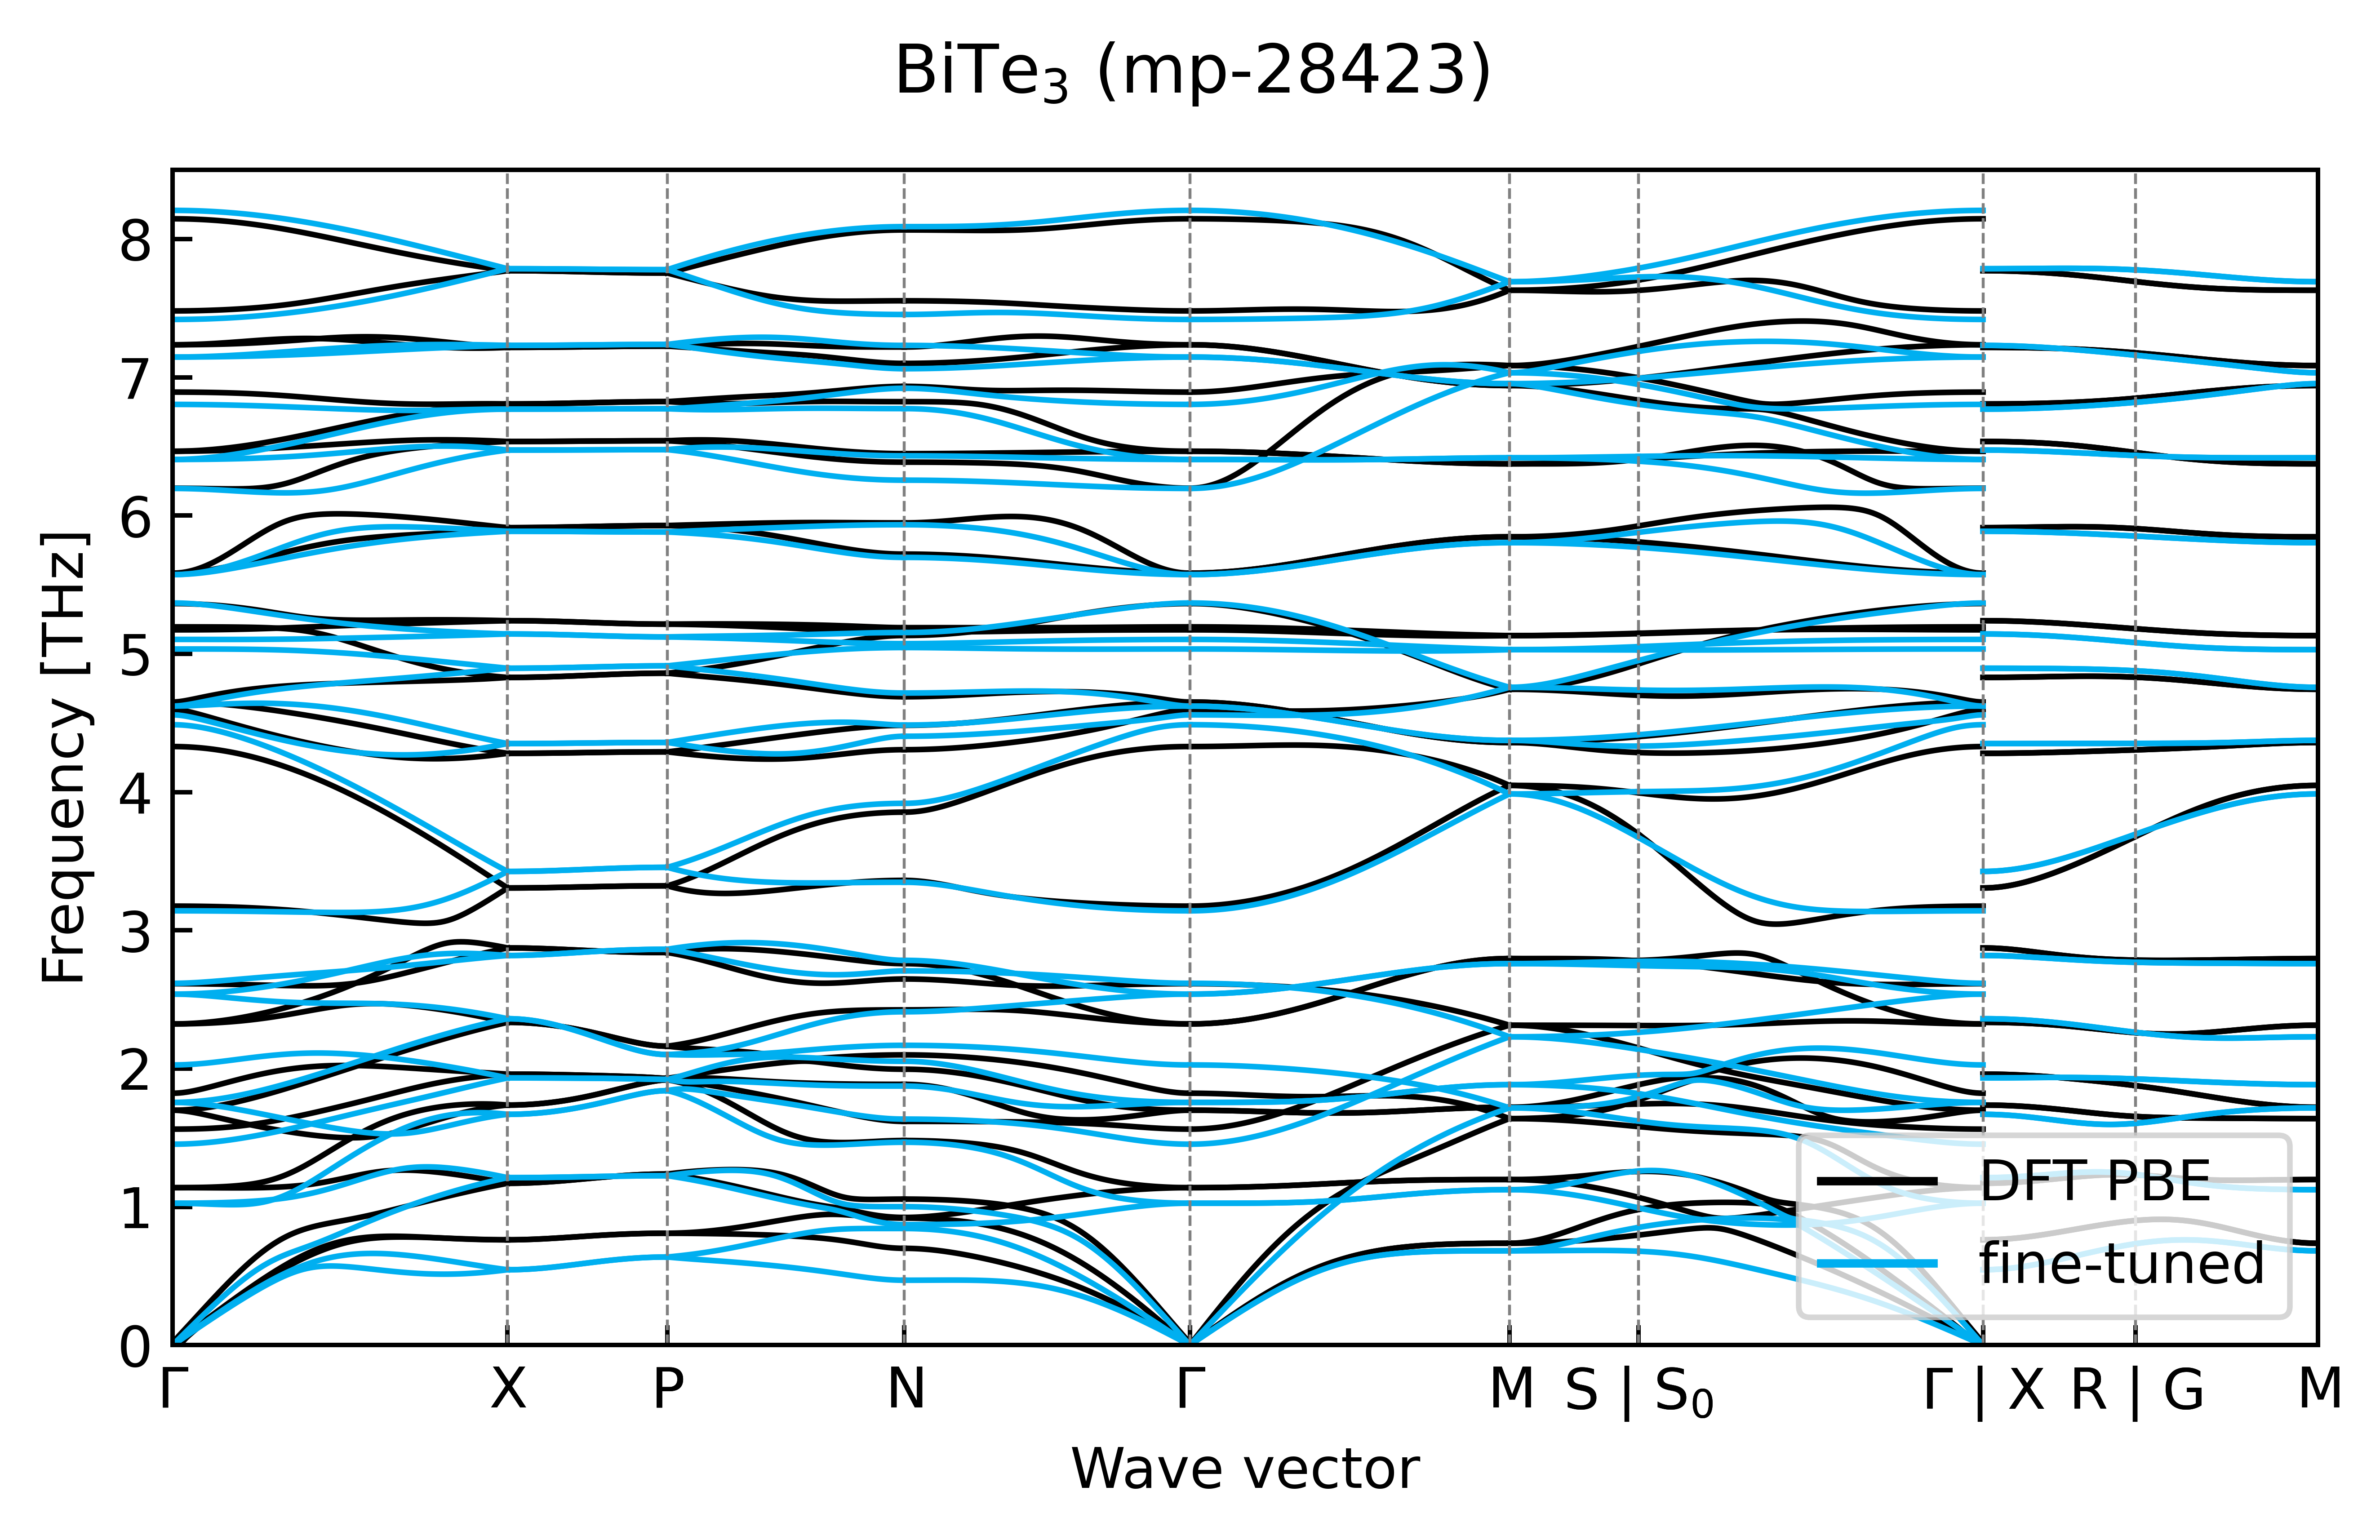 BiTe₃ (mp-28423)
Frequency [THz]
8
7
6
5
4
3
2
1
0
DFT PBE
fine-tuned
Γ X P N Γ M S | S₀ Γ | X R | G M
Wave vector